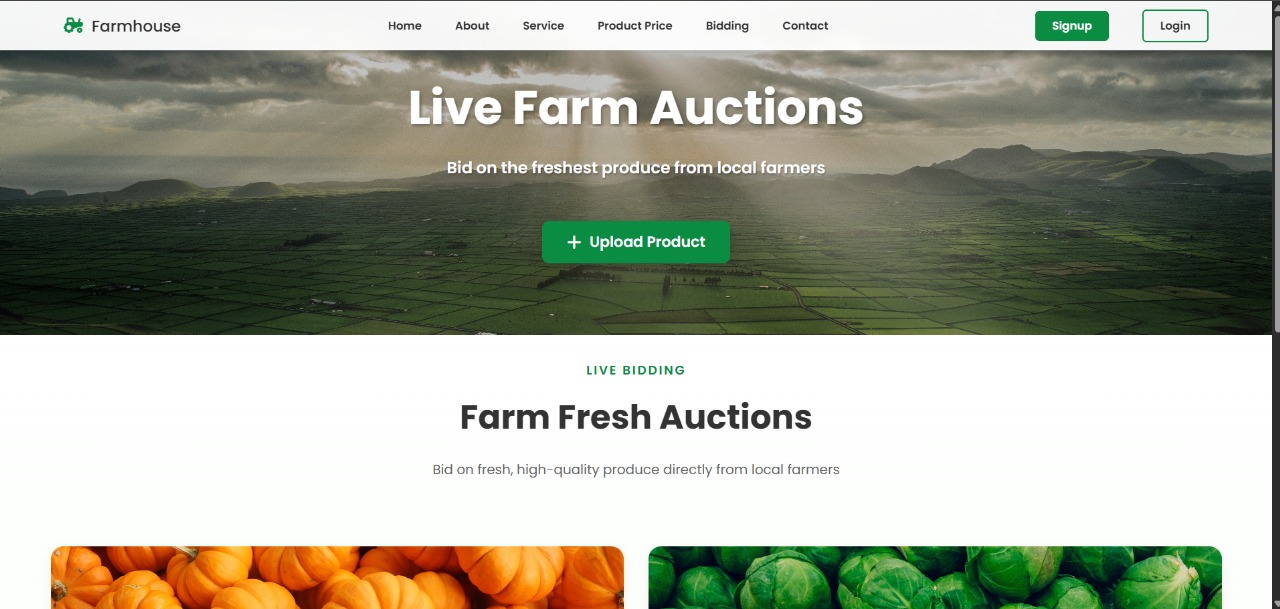 Farmhouse
Home About Service Product Price Bidding Contact
Signup Login
Live Farm Auctions
Bid on the freshest produce from local farmers
+ Upload Product
LIVE BIDDING
Farm Fresh Auctions
Bid on fresh, high-quality produce directly from local farmers